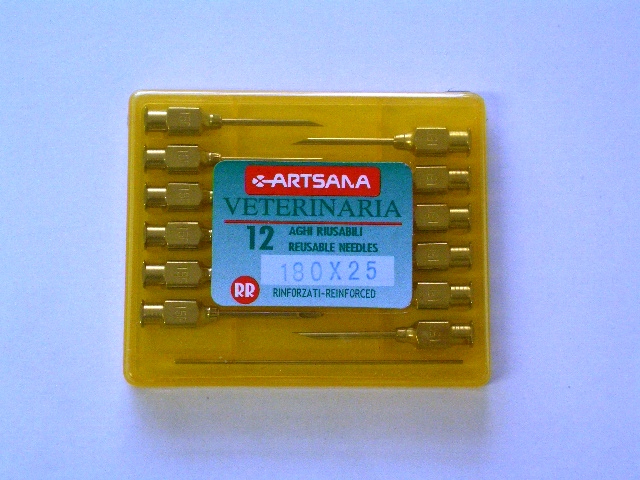 ARTSANA
VETERINARIA
12
AGHI RIUSABILI
REUSABLE NEEDLES
180X25
RR
RINFORZATI-REINFORCED